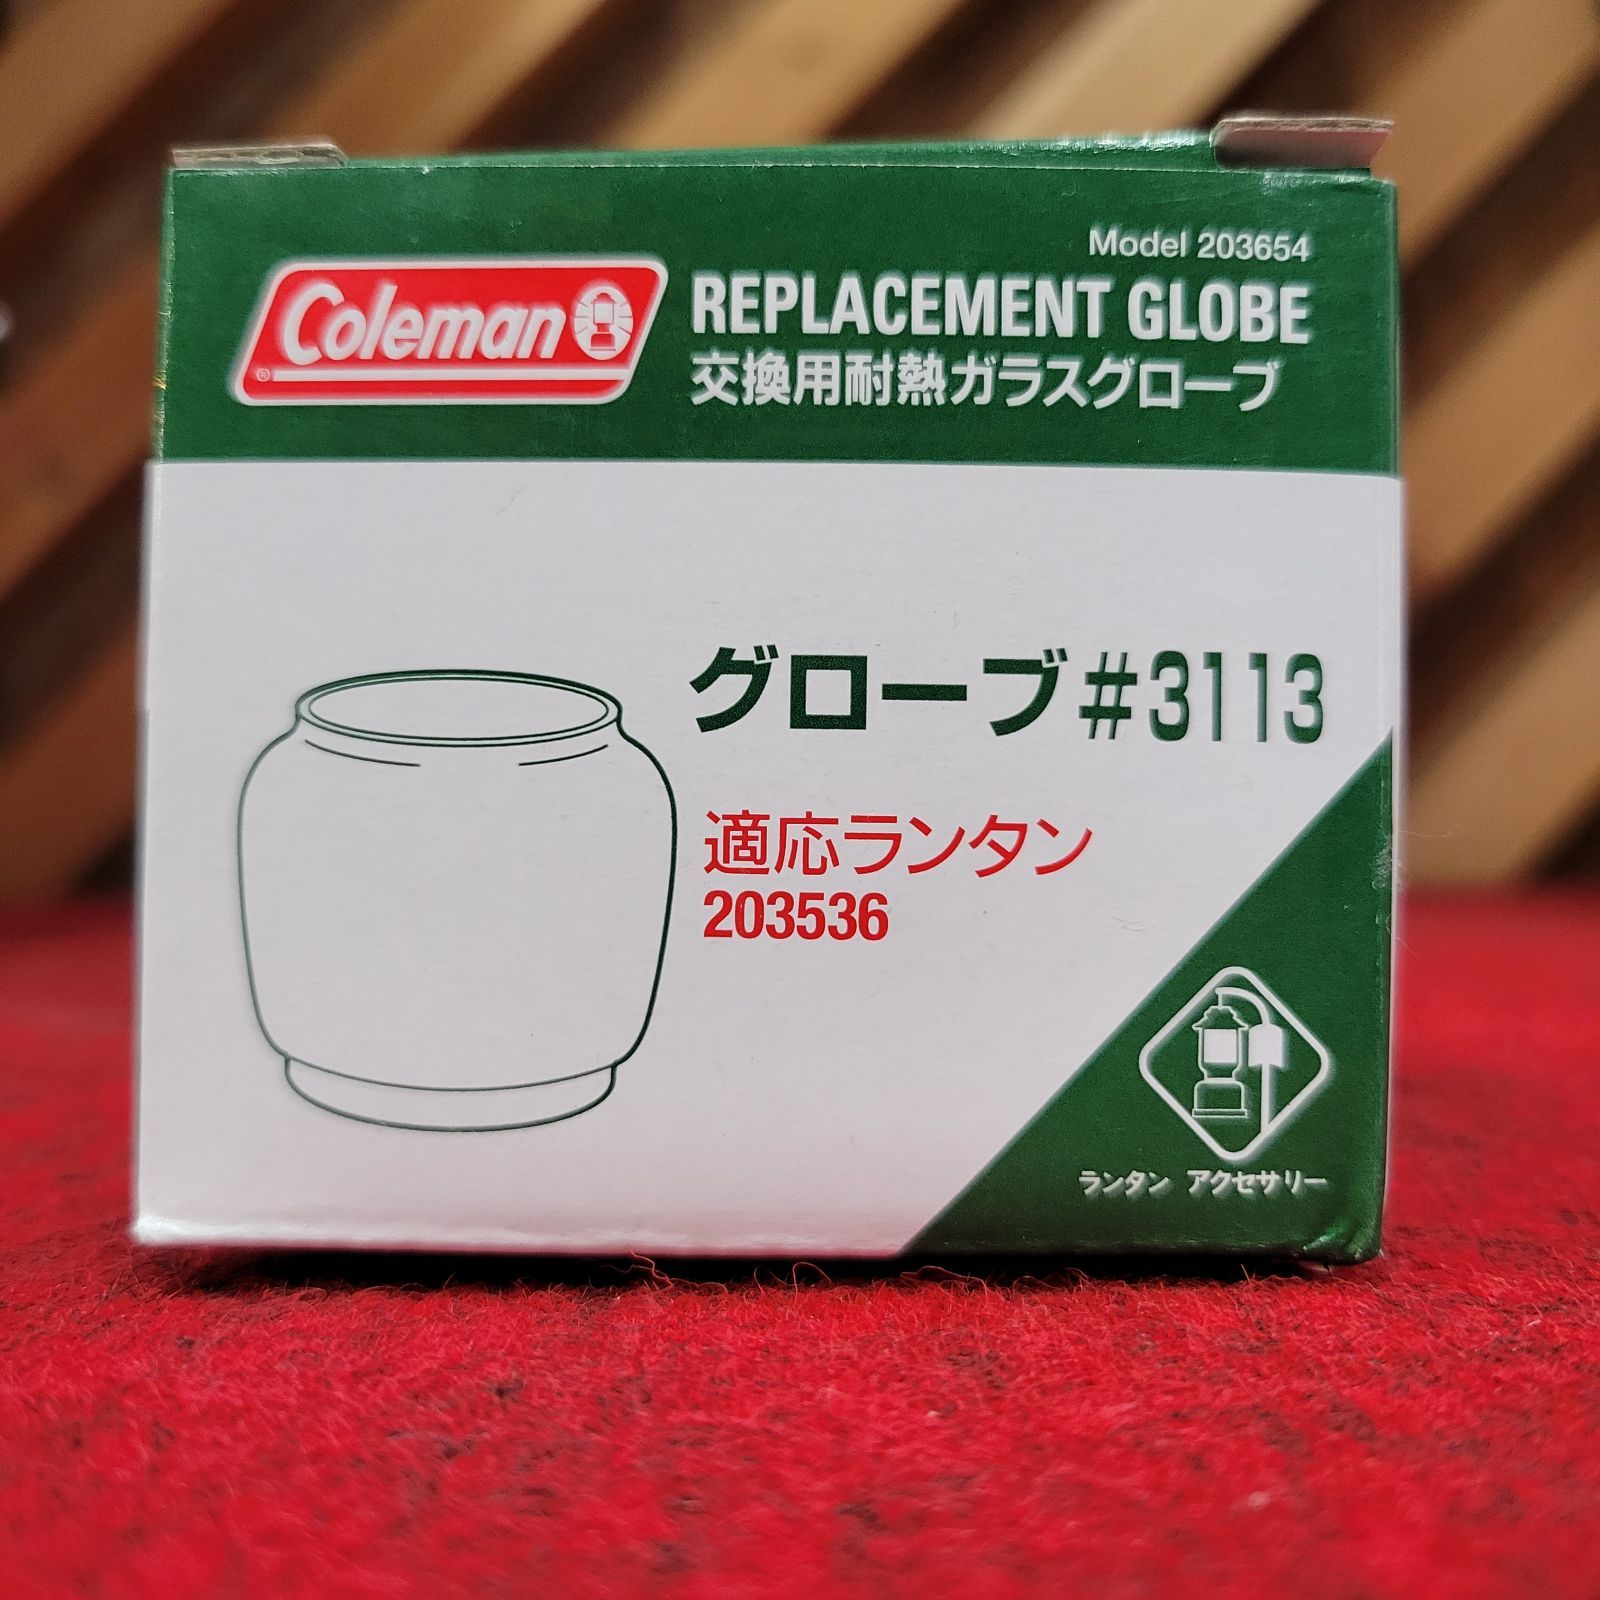 Model 203654
Coleman
®
REPLACEMENT GLOBE
交換用耐熱ガラスグローブ
グローブ#3113
適応ランタン
203536
ランタン アクセサリー